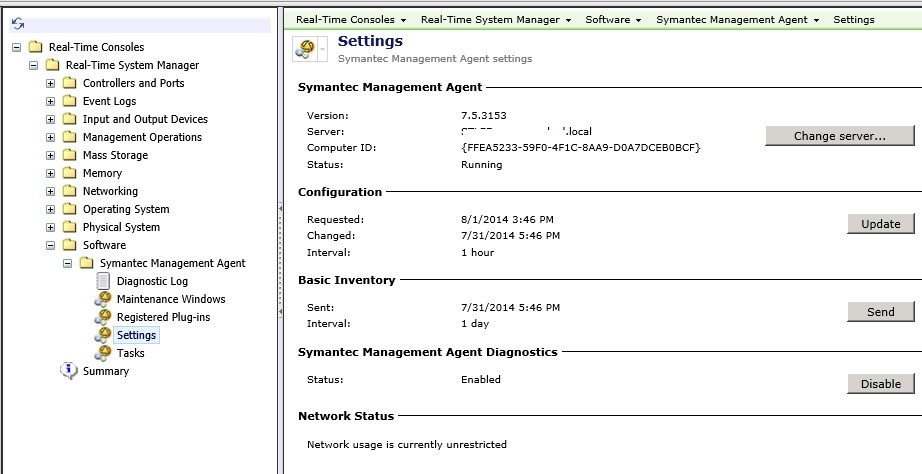 Real-Time Consoles
Real-Time System Manager
Controllers and Ports
Event Logs
Input and Output Devices
Management Operations
Mass Storage
Memory
Networking
Operating System
Physical System
Software
Symantec Management Agent
Diagnostic Log
Maintenance Windows
Registered Plug-ins
Settings
Tasks
Summary
Real-Time Consoles Real-Time System Manager Software Symantec Management Agent Settings
Settings
Symantec Management Agent settings
Symantec Management Agent
Version: 7.5.3153
Server: .local
Change server...
Computer ID: {FFEA5233-59F0-4F1C-8AA9-D0A7DCEB0BCF}
Status: Running
Configuration
Requested: 8/1/2014 3:46 PM
Update
Changed: 7/31/2014 5:46 PM
Interval: 1 hour
Basic Inventory
Sent: 7/31/2014 5:46 PM
Send
Interval: 1 day
Symantec Management Agent Diagnostics
Status: Enabled
Disable
Network Status
Network usage is currently unrestricted